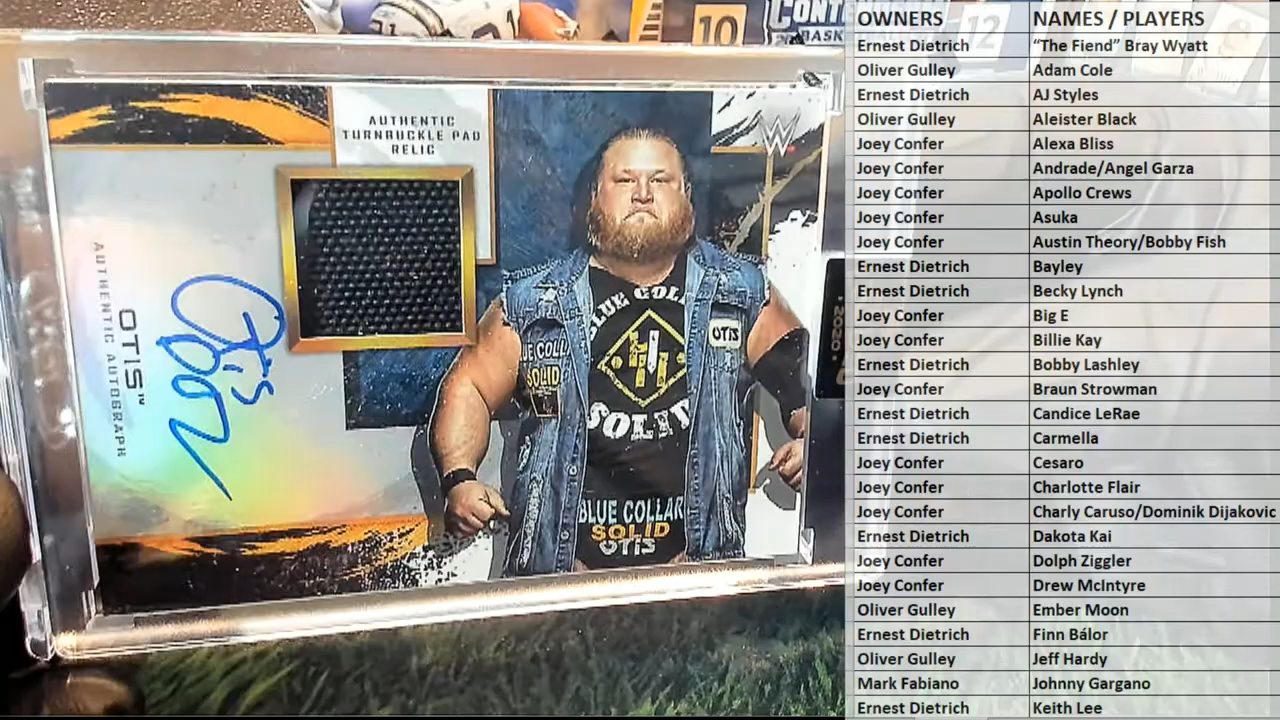 10
CONTENDERS
12
AUTHENTIC
TURNBUCKLE PAD
RELIC
W
OTIS™
AUTHENTIC AUTOGRAPH
Otis
BLUE COLL
SOLID
OTIS
BLUE COLLAR
SOLID
OTIS
2020
OWNERS NAMES / PLAYERS
Ernest Dietrich “The Fiend” Bray Wyatt
Oliver Gulley Adam Cole
Ernest Dietrich AJ Styles
Oliver Gulley Aleister Black
Joey Confer Alexa Bliss
Joey Confer Andrade/Angel Garza
Joey Confer Apollo Crews
Joey Confer Asuka
Joey Confer Austin Theory/Bobby Fish
Ernest Dietrich Bayley
Ernest Dietrich Becky Lynch
Joey Confer Big E
Joey Confer Billie Kay
Ernest Dietrich Bobby Lashley
Joey Confer Braun Strowman
Ernest Dietrich Candice LeRae
Ernest Dietrich Carmella
Joey Confer Cesaro
Joey Confer Charlotte Flair
Joey Confer Charly Caruso/Dominik Dijakovic
Ernest Dietrich Dakota Kai
Joey Confer Dolph Ziggler
Joey Confer Drew McIntyre
Oliver Gulley Ember Moon
Ernest Dietrich Finn Bálor
Oliver Gulley Jeff Hardy
Mark Fabiano Johnny Gargano
Ernest Dietrich Keith Lee